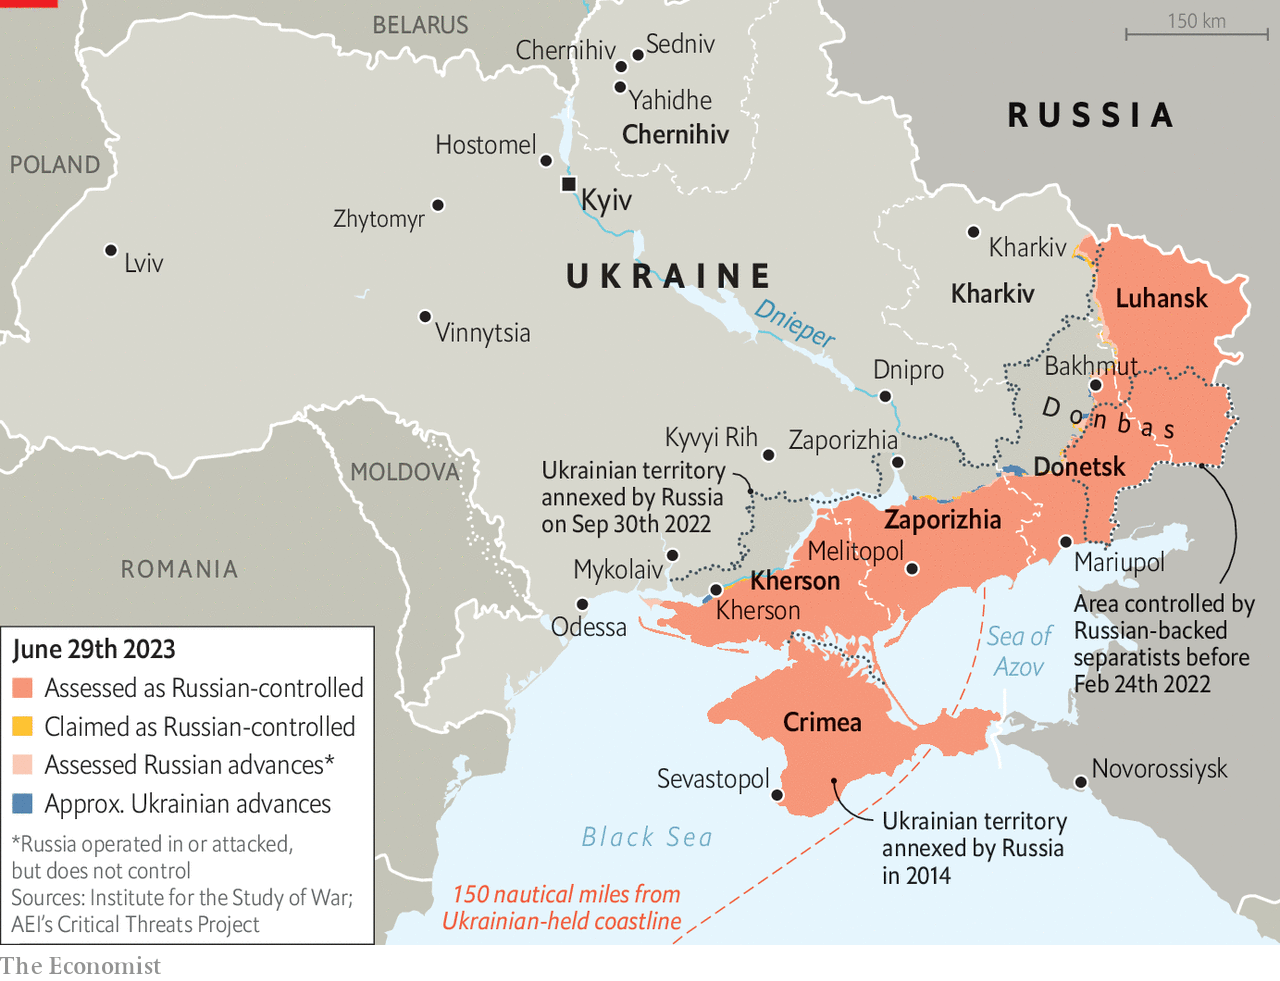 BELARUS
150 km
Chernihiv
Sedniv
Yahidhe
Chernihiv
RUSSIA
Hostomel
POLAND
Kyiv
Zhytomyr
Lviv
Kharkiv
UKRAINE
Kharkiv
Luhansk
Dnieper
Vinnytsia
Dnipro
Bakhmut
Donbas
Kyvyi Rih
Zaporizhia
MOLDOVA
Ukrainian territory
annexed by Russia
on Sep 30th 2022
Donetsk
Zaporizhia
Melitopol
Mykolaiv
Kherson
Kherson
Mariupol
ROMANIA
Odessa
Area controlled by
Russian-backed
separatists before
Feb 24th 2022
Sea of
Azov
Crimea
Sevastopol
Novorossiysk
Ukrainian territory
annexed by Russia
in 2014
Black Sea
150 nautical miles from
Ukrainian-held coastline
June 29th 2023
Assessed as Russian-controlled
Claimed as Russian-controlled
Assessed Russian advances*
Approx. Ukrainian advances
*Russia operated in or attacked,
but does not control
Sources: Institute for the Study of War;
AEI's Critical Threats Project
The Economist